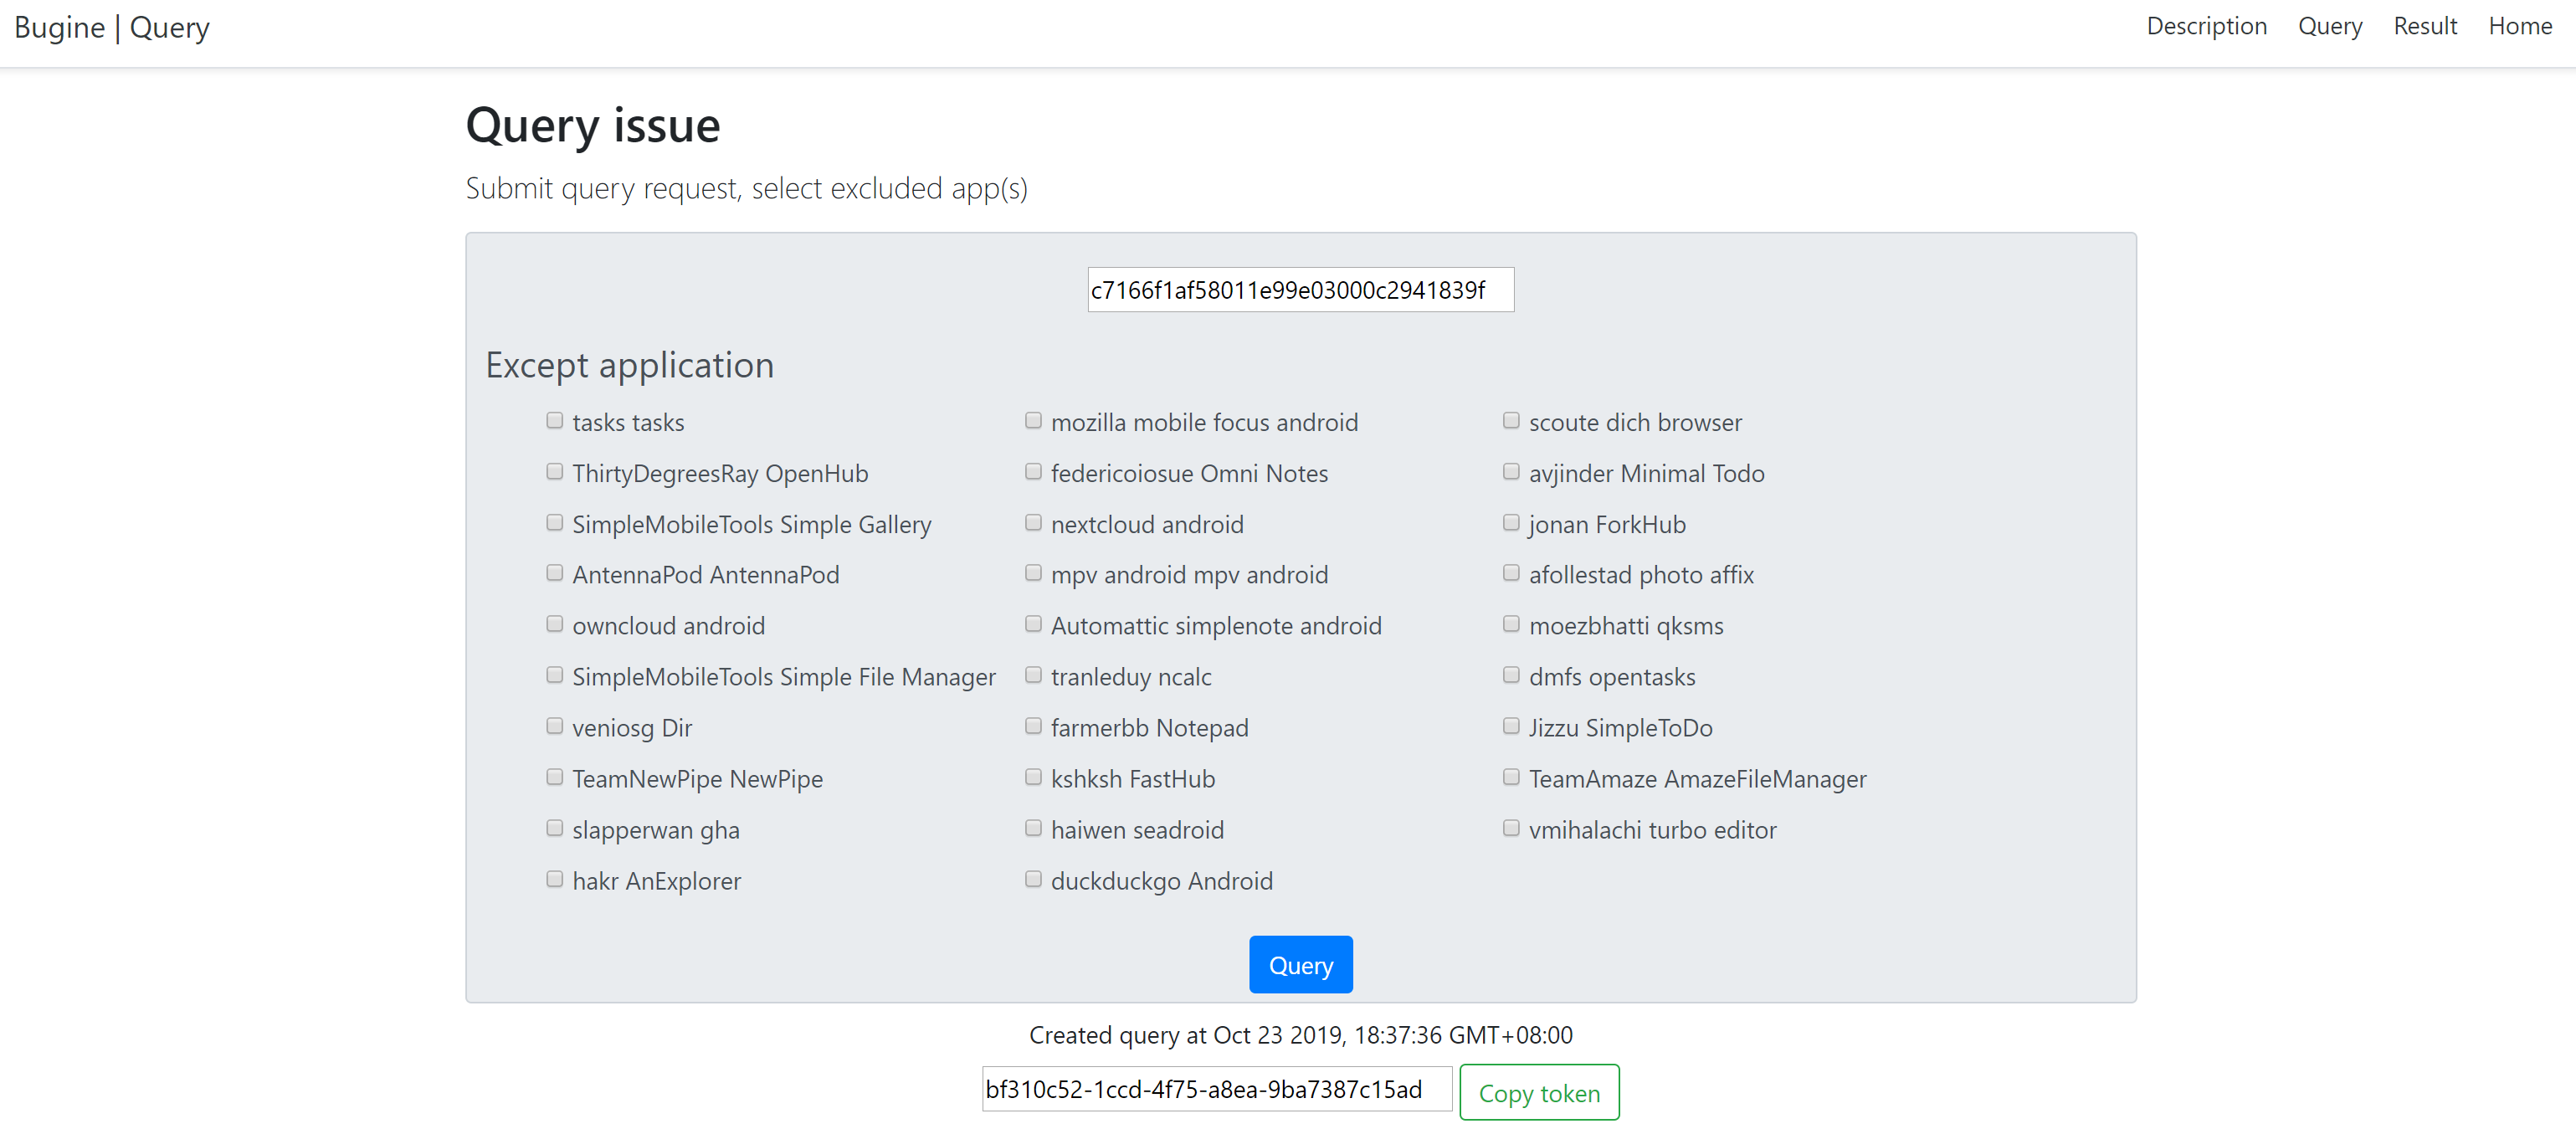 Bugine | Query
Description Query Result Home
Query issue
Submit query request, select excluded app(s)
c7166f1af58011e99e03000c2941839f
Except application
tasks tasks mozilla mobile focus android scoute dich browser
ThirtyDegreesRay OpenHub federicoiosue Omni Notes avjinder Minimal Todo
SimpleMobileTools Simple Gallery nextcloud android jonan ForkHub
AntennaPod AntennaPod mpv android mpv android afollestad photo affix
owncloud android Automattic simplenote android moezbhatti qksms
SimpleMobileTools Simple File Manager tranleduy ncalc dmfs opentasks
veniosg Dir farmerbb Notepad Jizzu SimpleToDo
TeamNewPipe NewPipe kshksh FastHub TeamAmaze AmazeFileManager
slapperwan gha haiwen seadroid vmihalachi turbo editor
hakr AnExplorer duckduckgo Android
Query
Created query at Oct 23 2019, 18:37:36 GMT+08:00
bf310c52-1ccd-4f75-a8ea-9ba7387c15ad Copy token